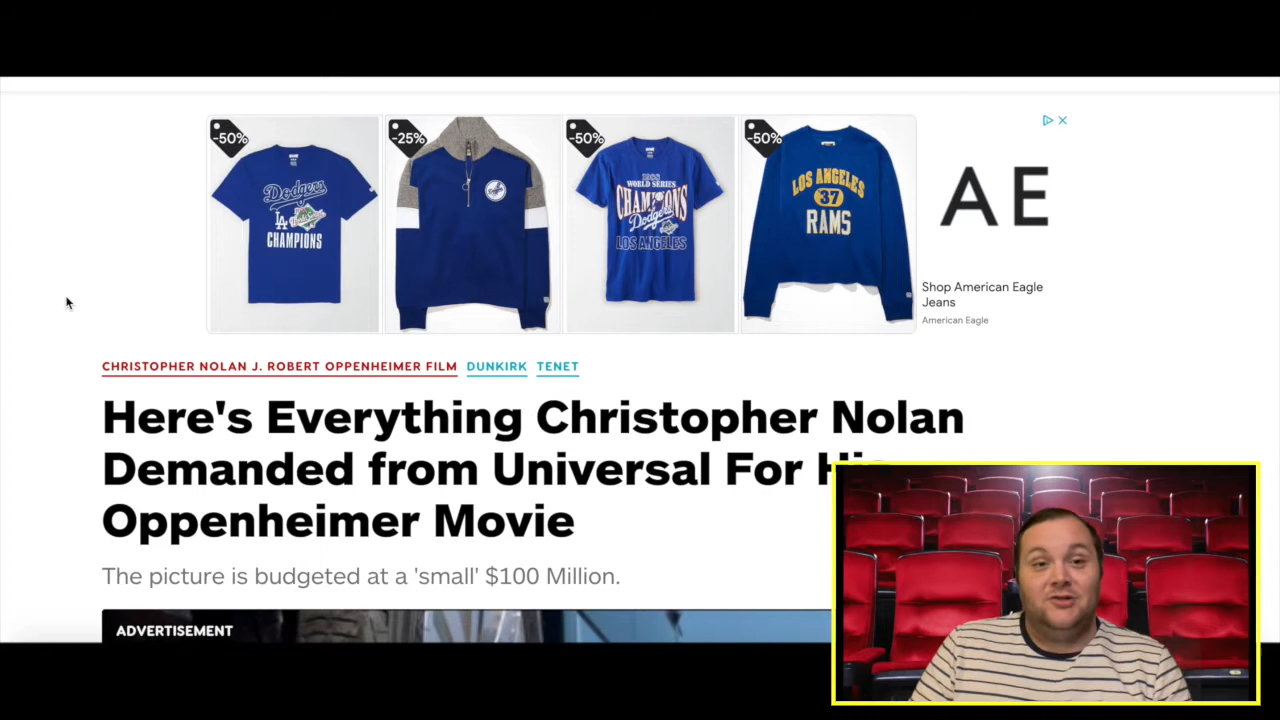 -50%
-25%
-50%
-50%
Dodgers
LA
CHAMPIONS
1988
WORLD SERIES
CHAMPIONS
Dodgers
LOS ANGELES
LOS ANGELES
37
RAMS
AE
Shop American Eagle
Jeans
American Eagle
CHRISTOPHER NOLAN J. ROBERT OPPENHEIMER FILM DUNKIRK TENET
Here's Everything Christopher Nolan
Demanded from Universal For His
Oppenheimer Movie
The picture is budgeted at a 'small' $100 Million.
ADVERTISEMENT